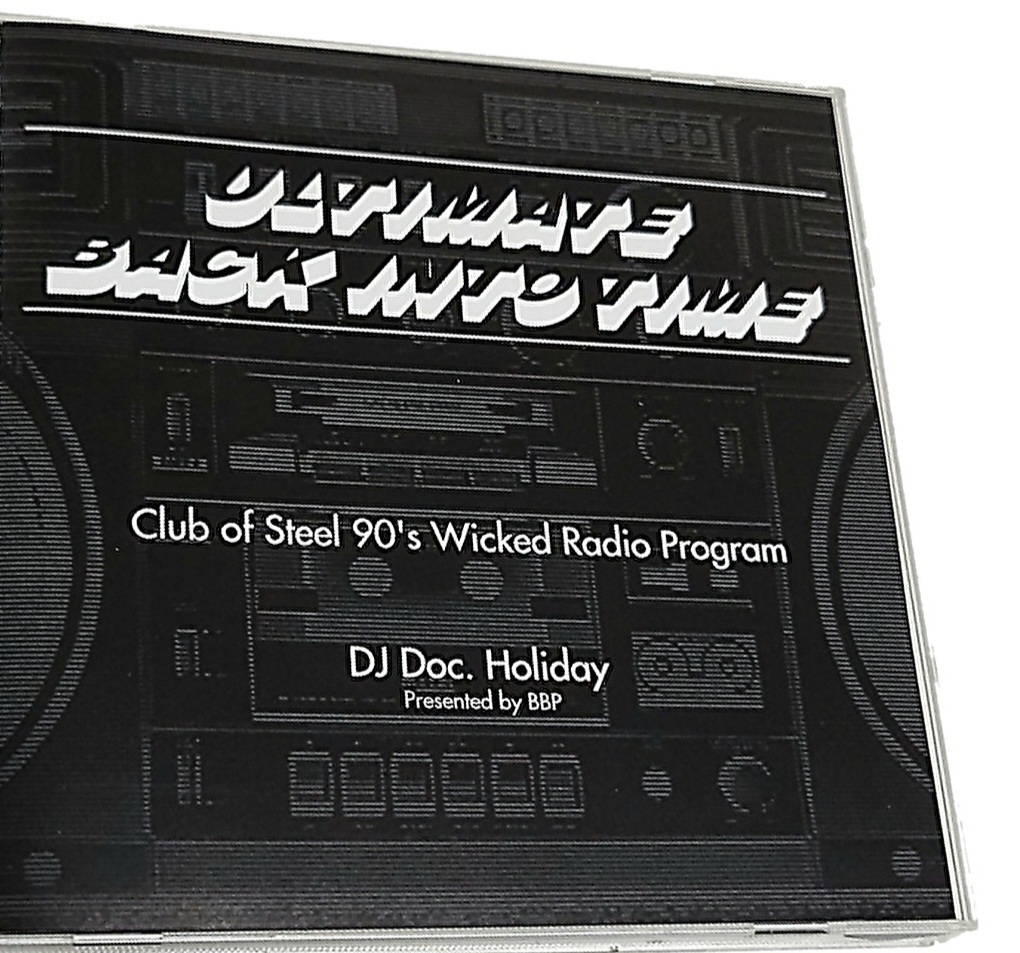 ULTIMATE
BACK INTO TIME
Club of Steel 90's Wicked Radio Program
DJ Doc. Holiday
Presented by BBP